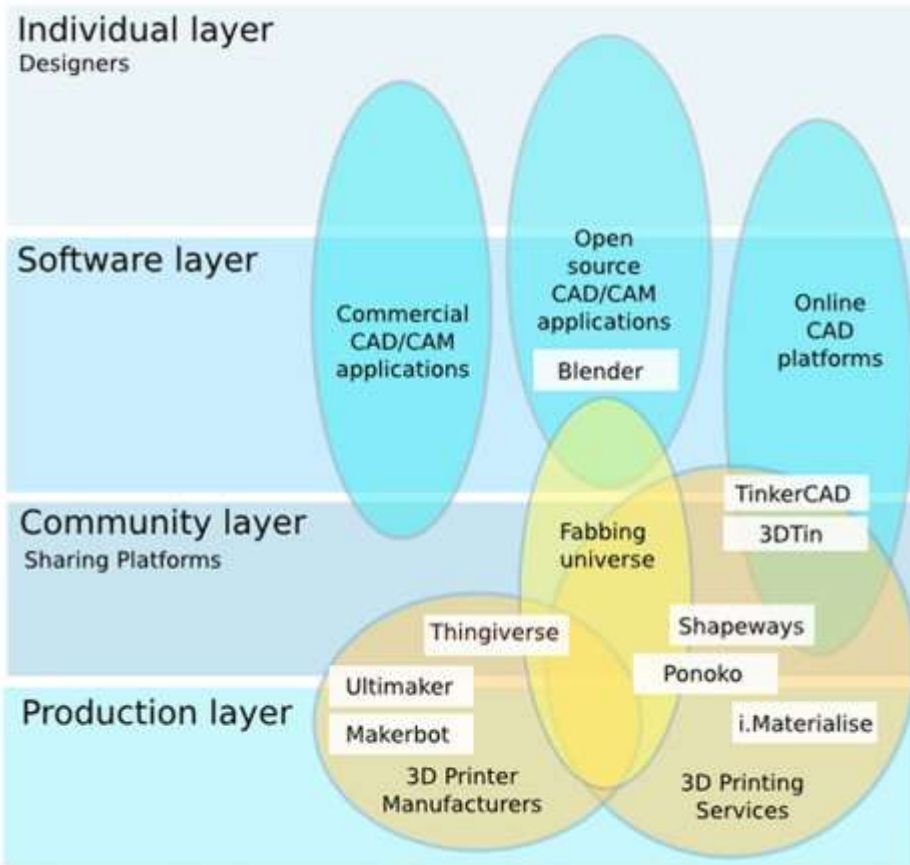 Individual layer
Designers
Software layer
Commercial
CAD/CAM
applications
Open
source
CAD/CAM
applications
Blender
Online
CAD
platforms
Community layer
Sharing Platforms
Fabbing
universe
TinkerCAD
3DTin
Thingiverse
Shapeways
Ponoko
Production layer
Ultimaker
Makerbot
i.Materialise
3D Printer
Manufacturers
3D Printing
Services